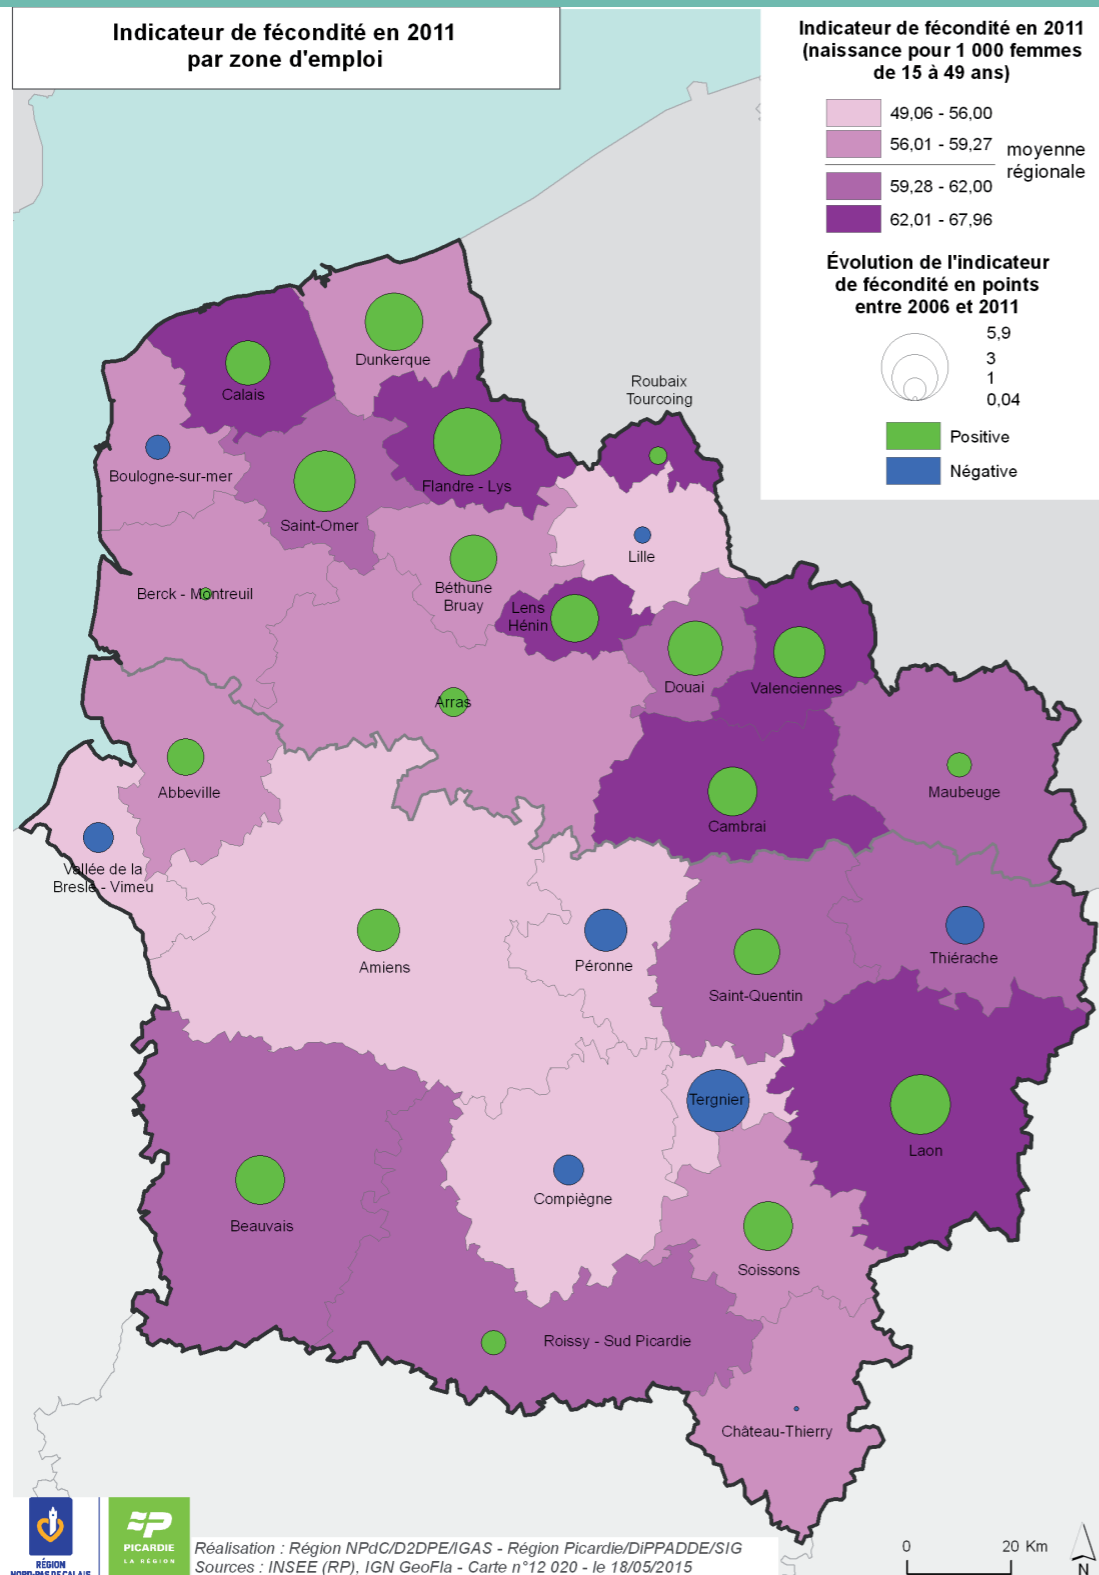 Indicateur de fécondité en 2011
par zone d'emploi
Indicateur de fécondité en 2011
(naissance pour 1 000 femmes
de 15 à 49 ans)
49,06 - 56,00
56,01 - 59,27
moyenne
régionale
59,28 - 62,00
62,01 - 67,96
Évolution de l'indicateur
de fécondité en points
entre 2006 et 2011
5,9
3
1
0,04
Positive
Négative
Dunkerque
Calais
Roubaix
Tourcoing
Boulogne-sur-mer
Flandre - Lys
Saint-Omer
Lille
Berck - Montreuil
Béthune
Bruay
Lens
Hénin
Douai
Valenciennes
Arras
Abbeville
Maubeuge
Cambrai
Vallée de la
Bresle - Vimeu
Amiens
Péronne
Thiérache
Saint-Quentin
Tergnier
Laon
Compiègne
Beauvais
Soissons
Roissy - Sud Picardie
Château-Thierry
RÉGION
NORD-PAS DE CALAIS
PICARDIE
LA RÉGION
Réalisation : Région NPdC/D2DPE/IGAS - Région Picardie/DiPPADDE/SIG
Sources : INSEE (RP), IGN GeoFla - Carte n°12 020 - le 18/05/2015
0 20 Km
N